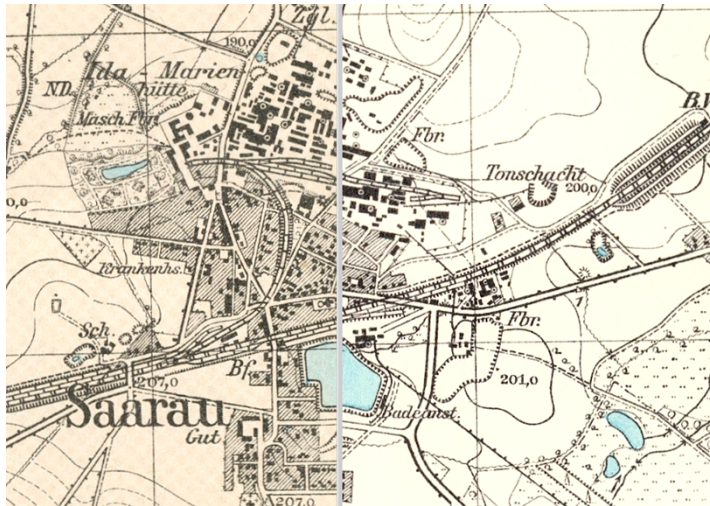 Zgl.
190,0
Ida-Marien-
hütte
ND.
Masch. Fbr.
0,0
Krankenhs.
Sch.
207,0
Bf.
Saarau
Gut
207,0
B.W.
Fbr.
Tonschacht
200,0
1
Fbr.
201,0
Badeanst.